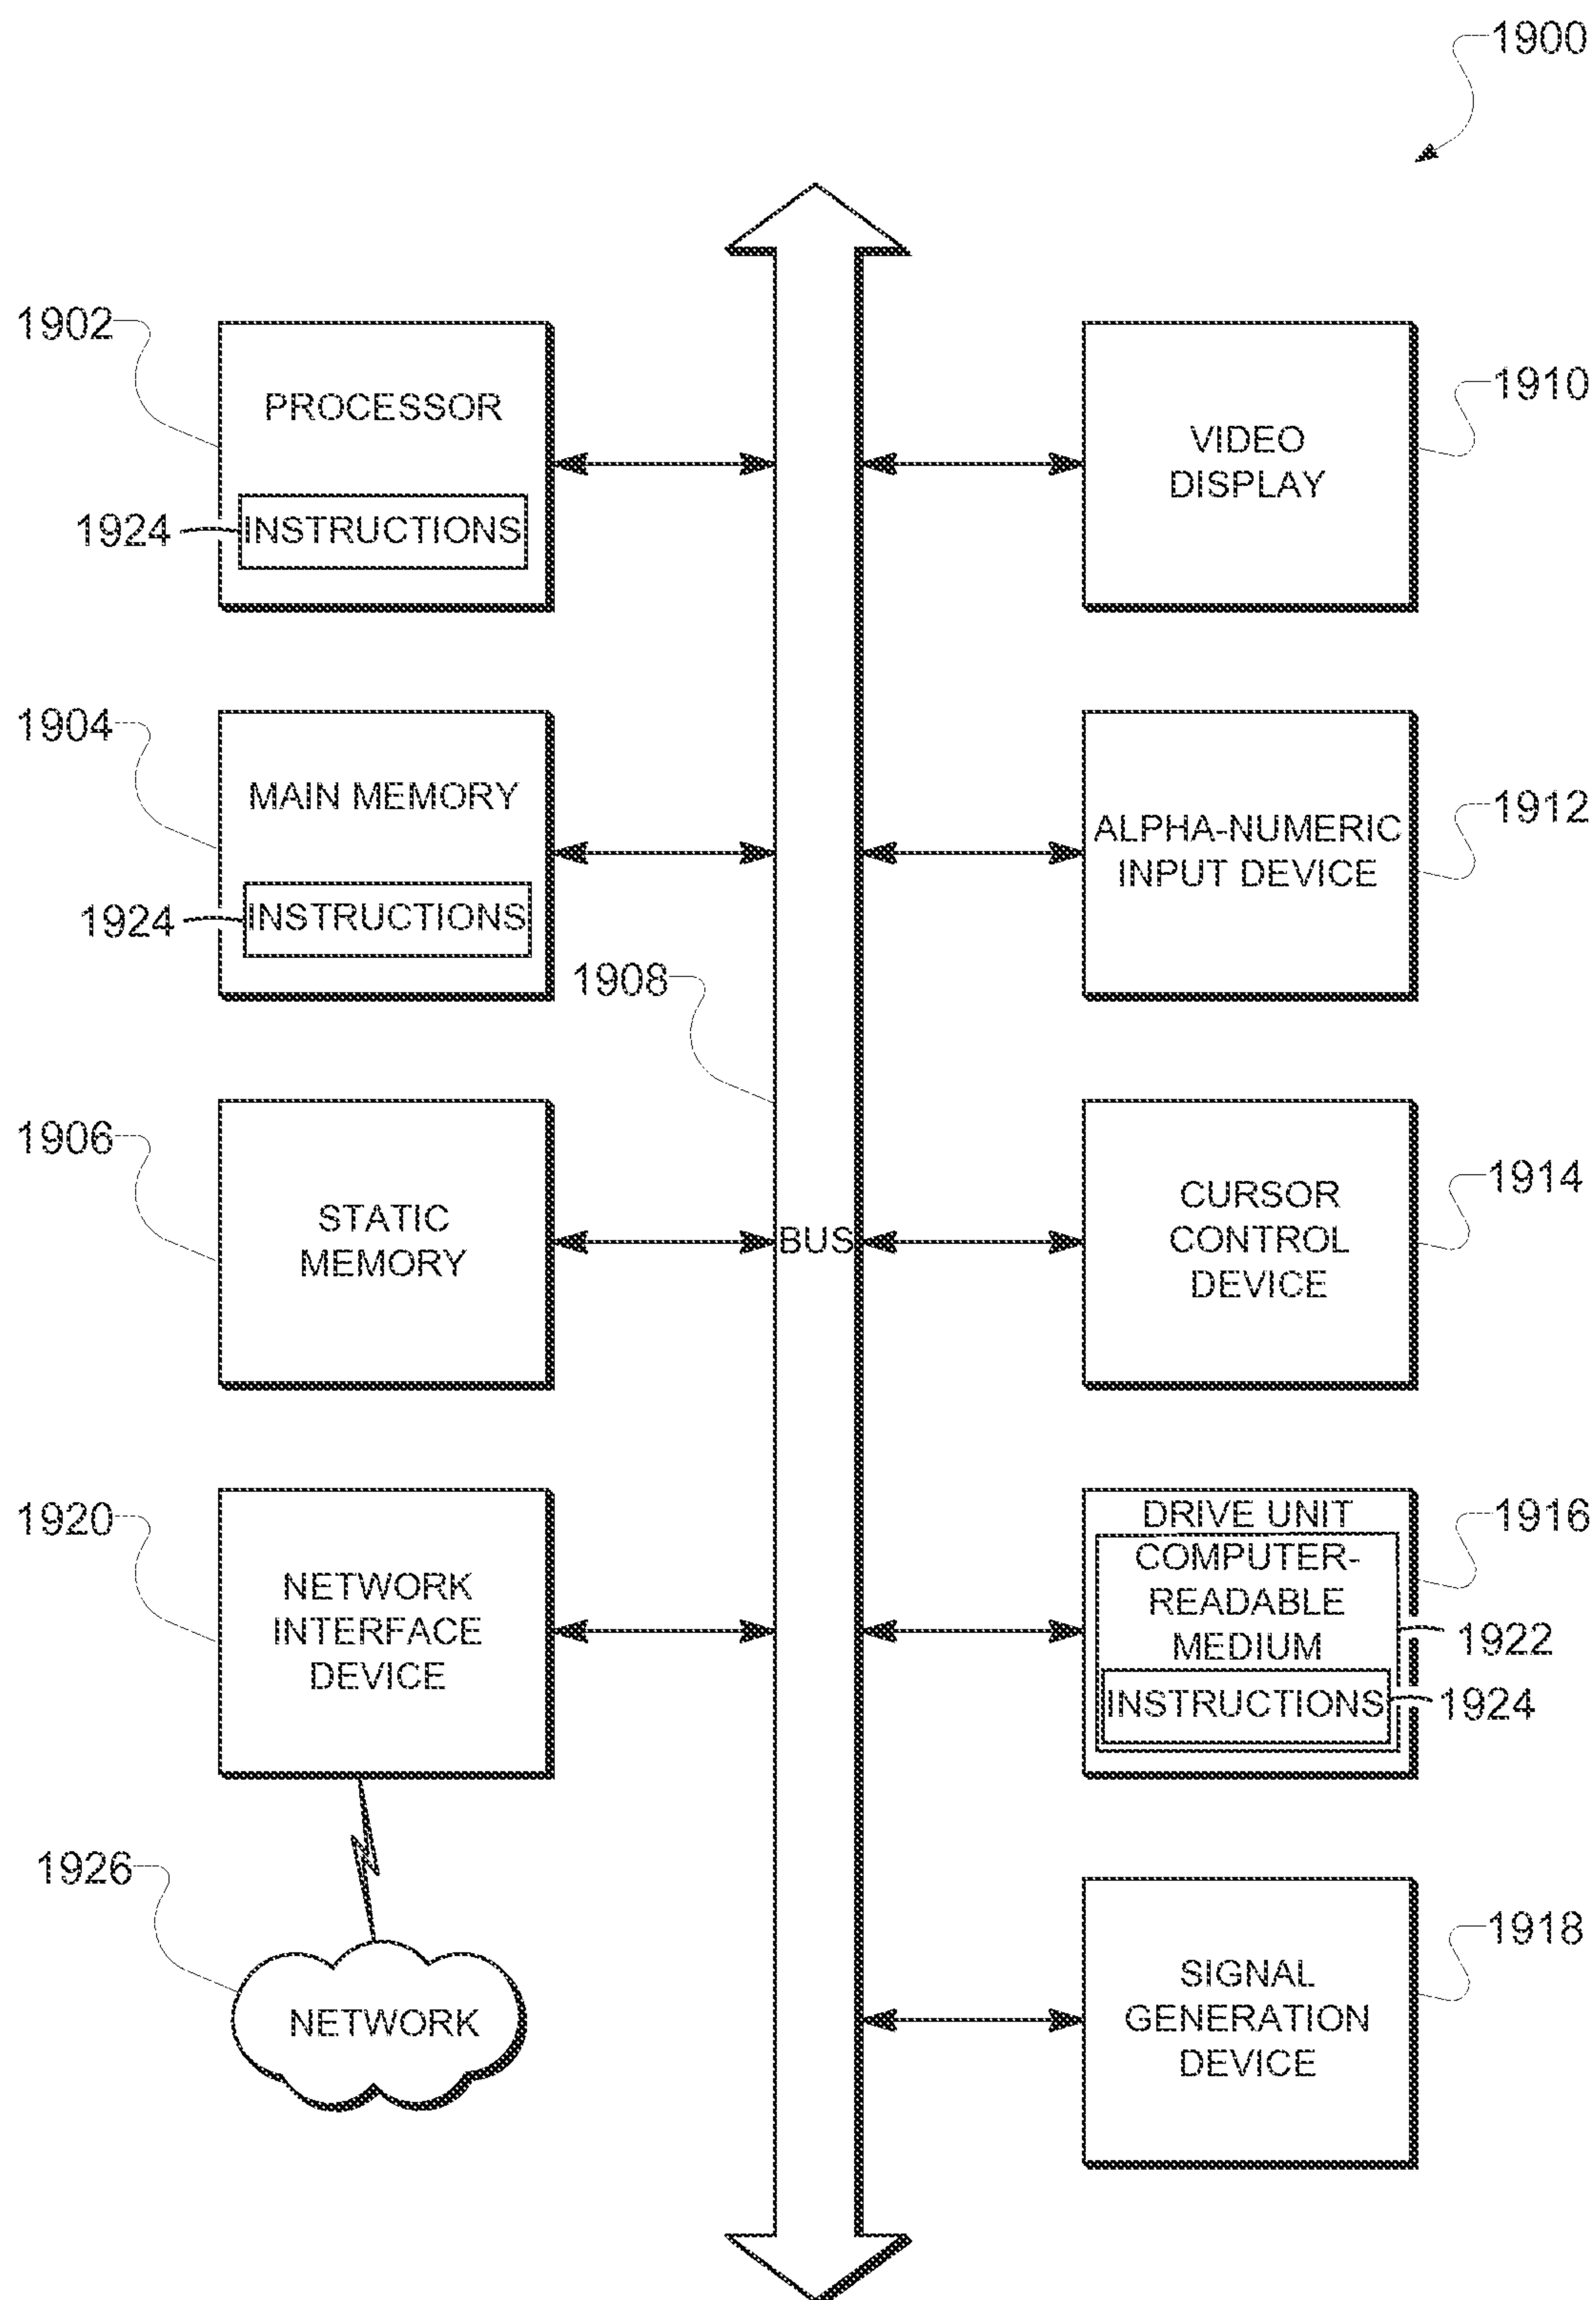 1900
1902
PROCESSOR
1924
INSTRUCTIONS
1910
VIDEO
DISPLAY
1904
MAIN MEMORY
1924
INSTRUCTIONS
1912
ALPHA-NUMERIC
INPUT DEVICE
1908
BUS
1906
STATIC
MEMORY
1914
CURSOR
CONTROL
DEVICE
1920
NETWORK
INTERFACE
DEVICE
1916
DRIVE UNIT
COMPUTER-
READABLE
MEDIUM
1922
INSTRUCTIONS
1924
1926
NETWORK
1918
SIGNAL
GENERATION
DEVICE